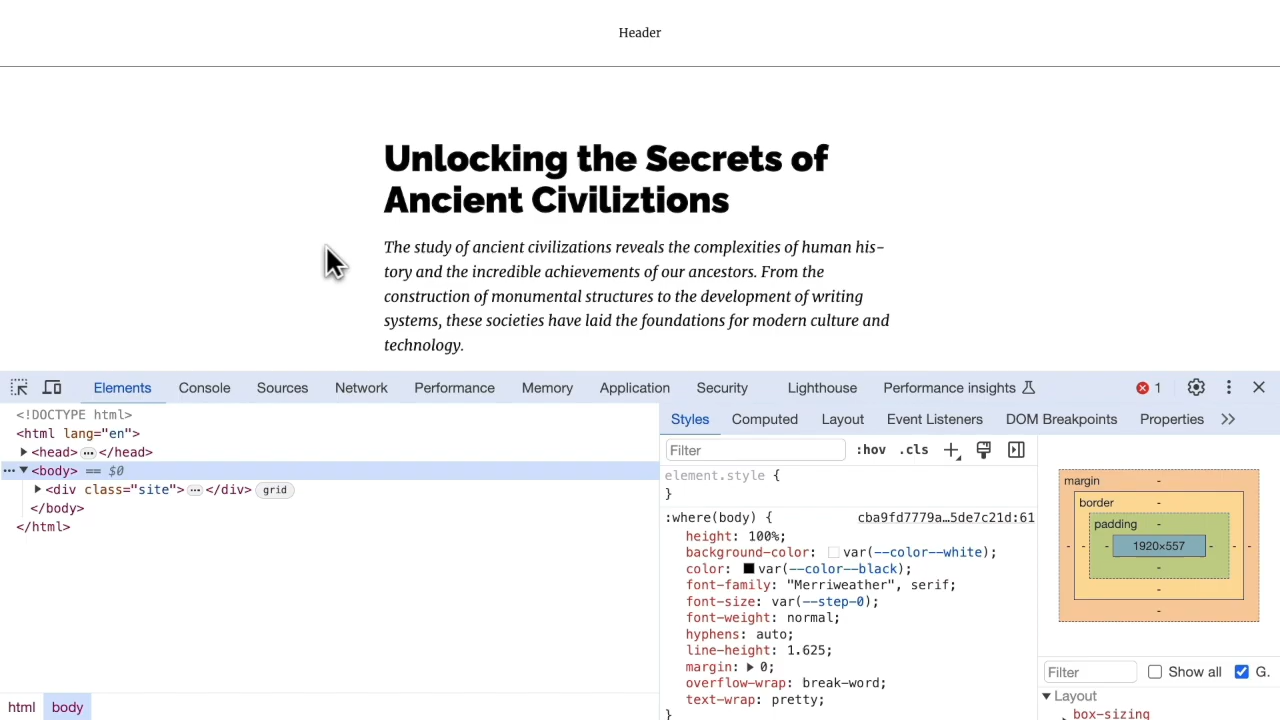 Header
Unlocking the Secrets of
Ancient Civiliztions
The study of ancient civilizations reveals the complexities of human his-
tory and the incredible achievements of our ancestors. From the
construction of monumental structures to the development of writing
systems, these societies have laid the foundations for modern culture and
technology.
Elements Console Sources Network Performance Memory Application Security Lighthouse Performance insights 1
<!DOCTYPE html>
<html lang="en">
<head> … </head>
… <body> == $0
<div class="site"> … </div> grid
</body>
</html>
html body
Styles Computed Layout Event Listeners DOM Breakpoints Properties
Filter :hov .cls
element.style {
}
:where(body) { cba9fd7779a…5de7c21d:61
height: 100%;
background-color: var(--color--white);
color: var(--color--black);
font-family: "Merriweather", serif;
font-size: var(--step-0);
font-weight: normal;
hyphens: auto;
line-height: 1.625;
margin: 0;
overflow-wrap: break-word;
text-wrap: pretty;
}
margin -
border -
padding -
- - - 1920×557 - - -
-
-
-
Filter Show all G.
Layout
box-sizing